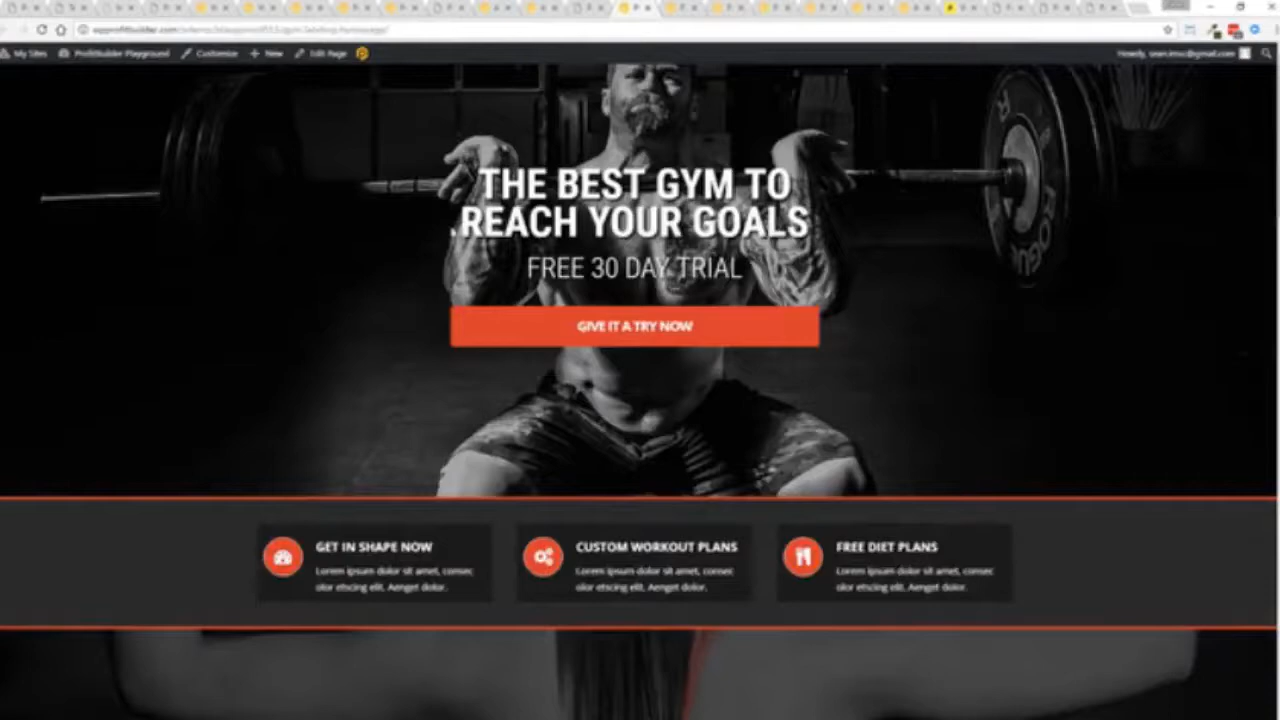 My Sites
ProfitBuilder Playground
Customize
New
Edit Page
THE BEST GYM TO
REACH YOUR GOALS
FREE 30 DAY TRIAL
GIVE IT A TRY NOW
GET IN SHAPE NOW
Lorem ipsum dolor sit amet, consec
olor etscing elit. Aenget dolor.
CUSTOM WORKOUT PLANS
Lorem ipsum dolor sit amet, consec
olor etscing elit. Aenget dolor.
FREE DIET PLANS
Lorem ipsum dolor sit amet, consec
olor etscing elit. Aenget dolor.